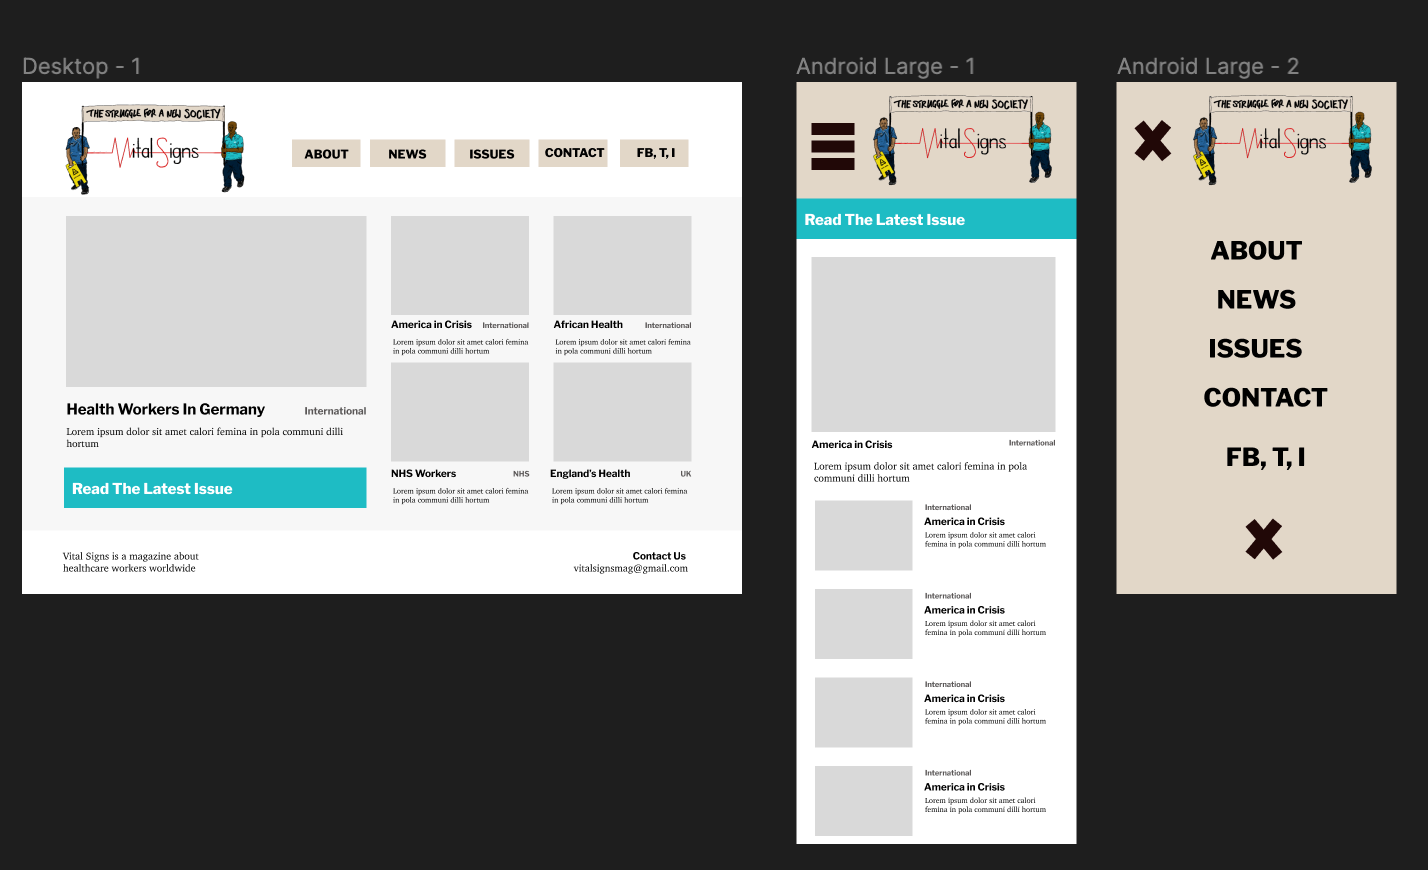 Desktop - 1
THE STRUGGLE FOR A NEW SOCIETY
Vital Signs
ABOUT
NEWS
ISSUES
CONTACT
FB, T, I
Health Workers In Germany
International
Lorem ipsum dolor sit amet calori femina in pola communi dilli
hortum
Read The Latest Issue
America in Crisis
International
Lorem ipsum dolor sit amet calori femina
in pola communi dilli hortum
African Health
International
Lorem ipsum dolor sit amet calori femina
in pola communi dilli hortum
NHS Workers
NHS
Lorem ipsum dolor sit amet calori femina
in pola communi dilli hortum
England's Health
UK
Lorem ipsum dolor sit amet calori femina
in pola communi dilli hortum
Vital Signs is a magazine about
healthcare workers worldwide
Contact Us
vitalsignsmag@gmail.com
Android Large - 1
THE STRUGGLE FOR A NEW SOCIETY
Vital Signs
Read The Latest Issue
America in Crisis
International
Lorem ipsum dolor sit amet calori femina in pola
communi dilli hortum
International
America in Crisis
Lorem ipsum dolor sit amet calori
femina in pola communi dilli hortum
International
America in Crisis
Lorem ipsum dolor sit amet calori
femina in pola communi dilli hortum
International
America in Crisis
Lorem ipsum dolor sit amet calori
femina in pola communi dilli hortum
International
America in Crisis
Lorem ipsum dolor sit amet calori
femina in pola communi dilli hortum
Android Large - 2
THE STRUGGLE FOR A NEW SOCIETY
Vital Signs
ABOUT
NEWS
ISSUES
CONTACT
FB, T, I